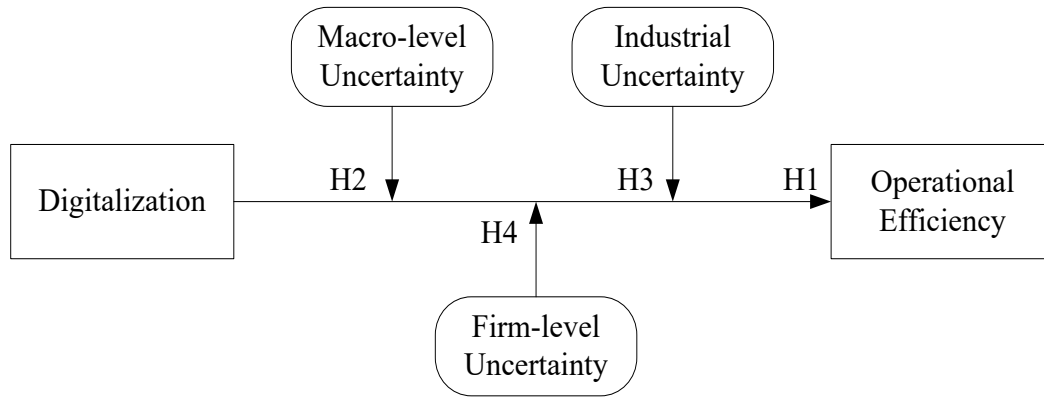 Macro-level
Uncertainty
Industrial
Uncertainty
Digitalization
H2
H3
H1
Operational
Efficiency
H4
Firm-level
Uncertainty